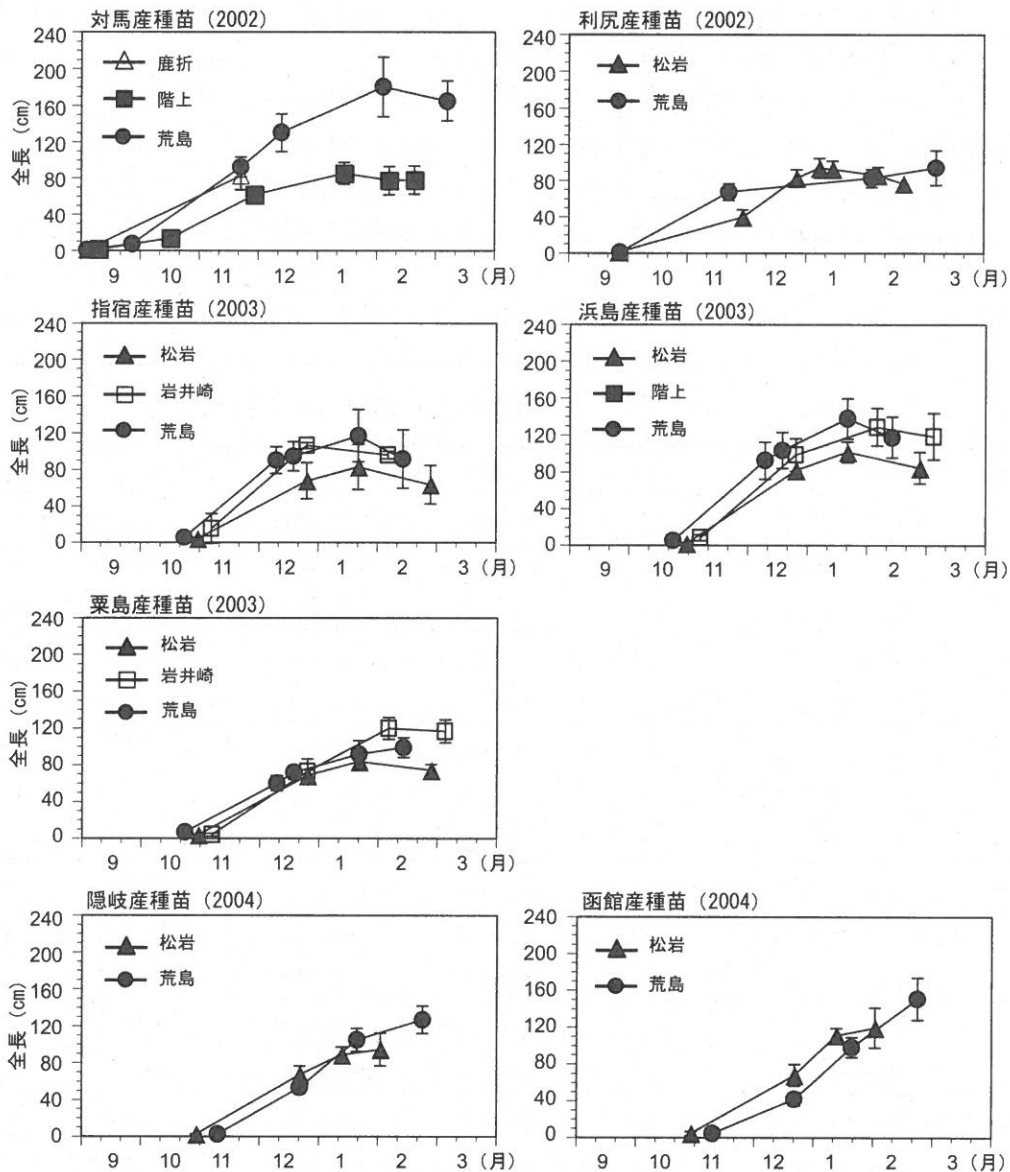 対馬産種苗(2002)
240
200
160
120
80
40
0
全長(cm)
鹿折
階上
荒島
9 10 11 12 1 2 3(月)
利尻産種苗(2002)
240
200
160
120
80
40
0
松岩
荒島
9 10 11 12 1 2 3(月)
指宿産種苗(2003)
240
200
160
120
80
40
0
全長(cm)
松岩
岩井崎
荒島
9 10 11 12 1 2 3(月)
浜島産種苗(2003)
240
200
160
120
80
40
0
松岩
階上
荒島
9 10 11 12 1 2 3(月)
粟島産種苗(2003)
240
200
160
120
80
40
0
全長(cm)
松岩
岩井崎
荒島
9 10 11 12 1 2 3(月)
隠岐産種苗(2004)
240
200
160
120
80
40
0
全長(cm)
松岩
荒島
9 10 11 12 1 2 3(月)
函館産種苗(2004)
240
200
160
120
80
40
0
松岩
荒島
9 10 11 12 1 2 3(月)